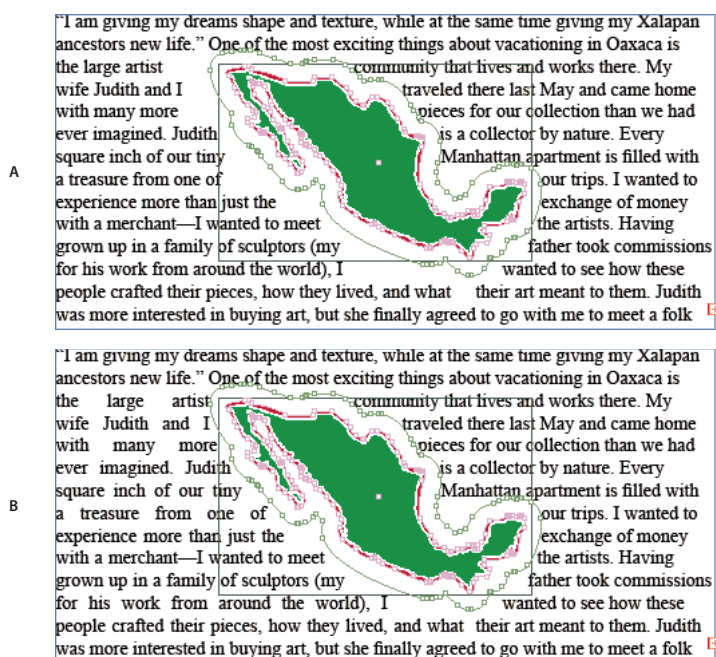 “I am giving my dreams shape and texture, while at the same time giving my Xalapan
ancestors new life.” One of the most exciting things about vacationing in Oaxaca is
the large artist community that lives and works there. My
wife Judith and I traveled there last May and came home
with many more pieces for our collection than we had
ever imagined. Judith is a collector by nature. Every
square inch of our tiny Manhattan apartment is filled with
A
a treasure from one of our trips. I wanted to
experience more than just the exchange of money
with a merchant—I wanted to meet the artists. Having
grown up in a family of sculptors (my father took commissions
for his work from around the world), I wanted to see how these
people crafted their pieces, how they lived, and what their art meant to them. Judith
was more interested in buying art, but she finally agreed to go with me to meet a folk
“I am giving my dreams shape and texture, while at the same time giving my Xalapan
ancestors new life.” One of the most exciting things about vacationing in Oaxaca is
the large artist community that lives and works there. My
wife Judith and I traveled there last May and came home
with many more pieces for our collection than we had
ever imagined. Judith is a collector by nature. Every
square inch of our tiny Manhattan apartment is filled with
B
a treasure from one of our trips. I wanted to
experience more than just the exchange of money
with a merchant—I wanted to meet the artists. Having
grown up in a family of sculptors (my father took commissions
for his work from around the world), I wanted to see how these
people crafted their pieces, how they lived, and what their art meant to them. Judith
was more interested in buying art, but she finally agreed to go with me to meet a folk